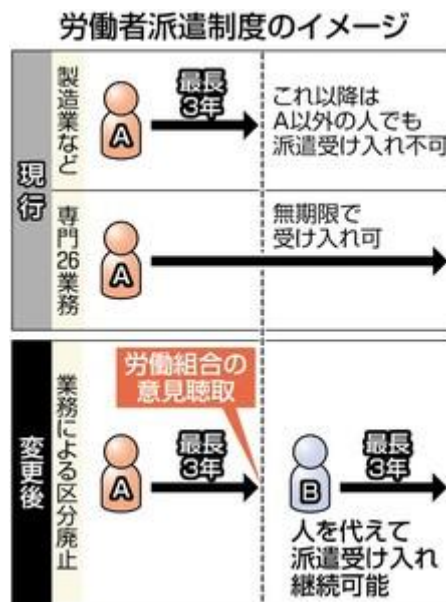 労働者派遣制度のイメージ
現行
製造業など
A
最長
3年
これ以降は
A以外の人でも
派遣受け入れ不可
専門26業務
A
無期限で
受け入れ可
変更後
業務による区分廃止
A
最長
3年
労働組合の
意見聴取
B
最長
3年
人を代えて
派遣受け入れ
継続可能